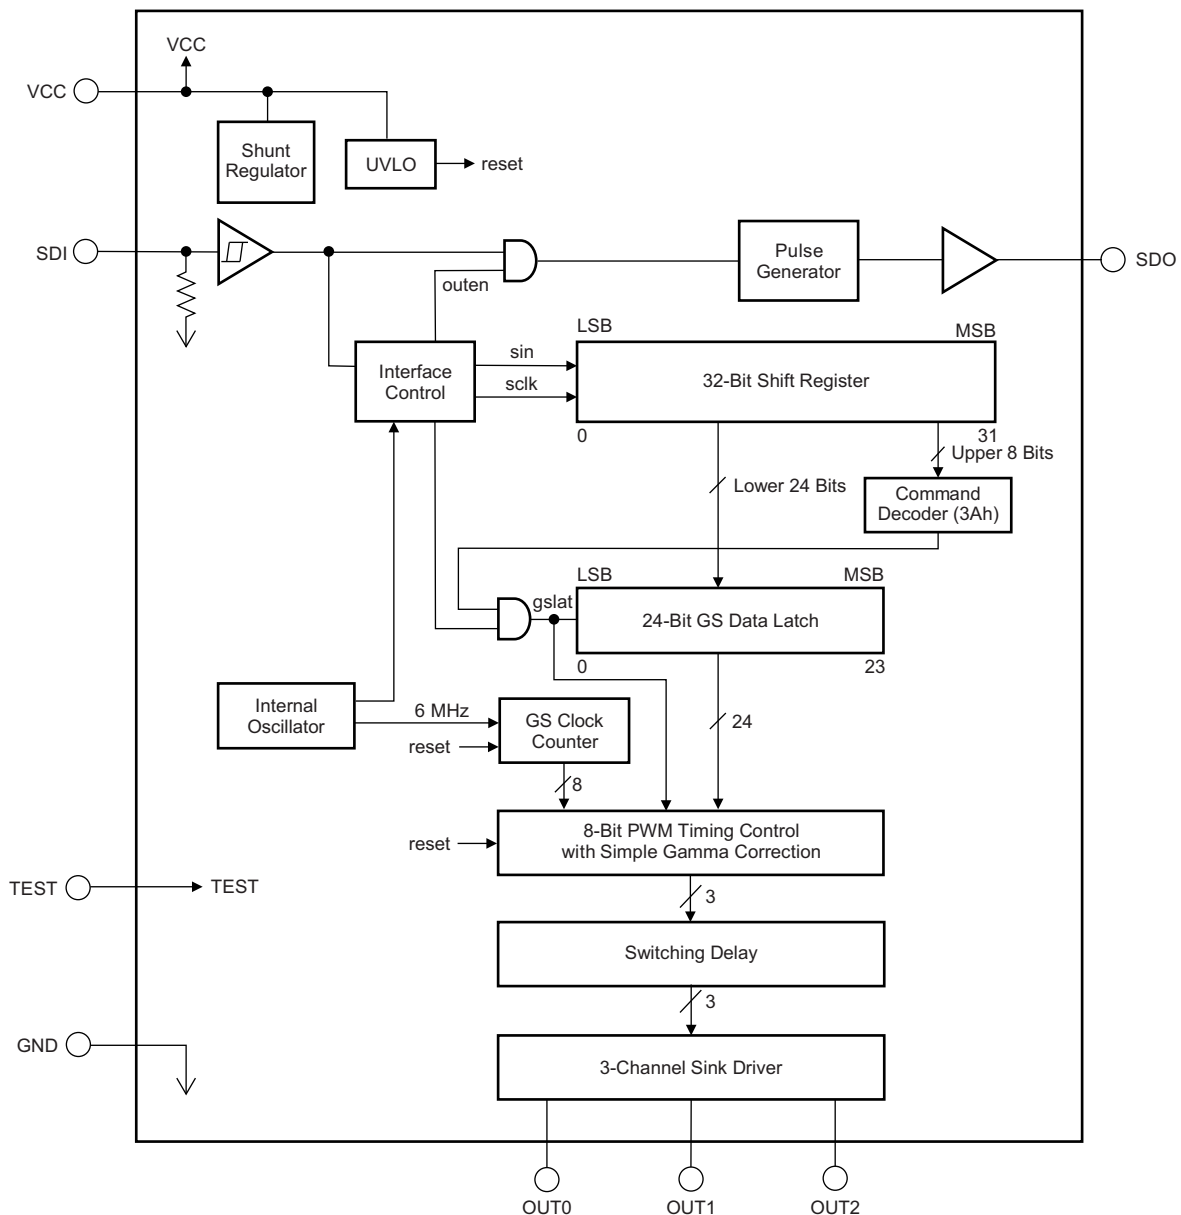 VCC
VCC
Shunt
Regulator
UVLO
reset
SDI
outen
Pulse
Generator
SDO
LSB
MSB
Interface
Control
sin
sclk
32-Bit Shift Register
0
31
Upper 8 Bits
Lower 24 Bits
Command
Decoder (3Ah)
LSB
MSB
gslat
24-Bit GS Data Latch
0
23
Internal
Oscillator
6 MHz
reset
GS Clock
Counter
24
8
reset
8-Bit PWM Timing Control
with Simple Gamma Correction
TEST
TEST
3
Switching Delay
3
GND
3-Channel Sink Driver
OUT0
OUT1
OUT2